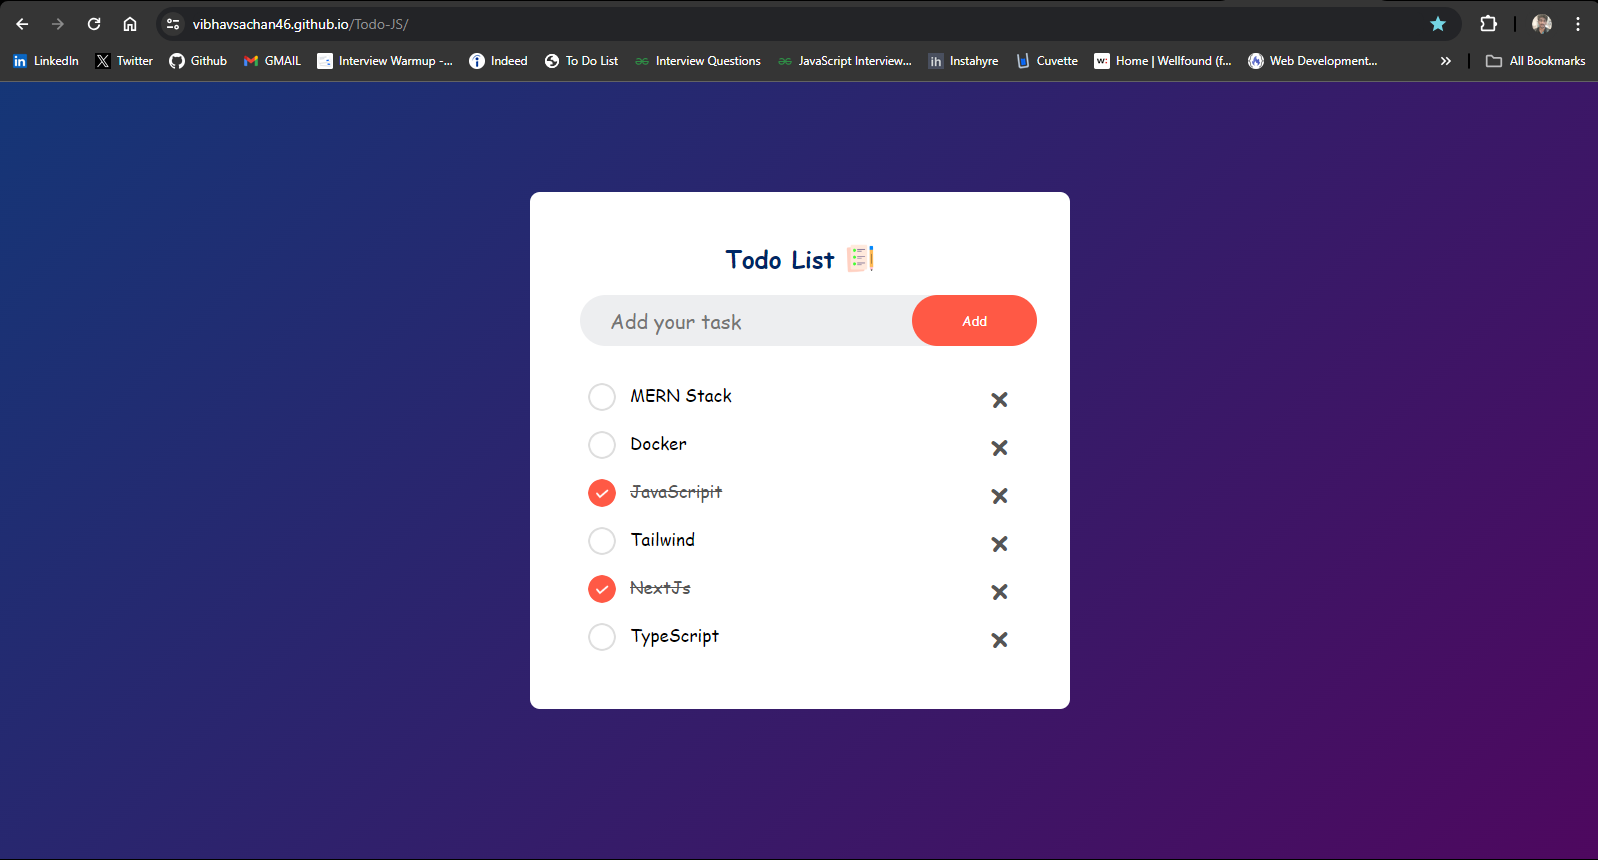 vibhavsachan46.github.io/Todo-JS/
LinkedIn Twitter Github GMAIL Interview Warmup -... Indeed To Do List Interview Questions JavaScript Interview... Instahyre Cuvette Home | Wellfound (f... Web Development... All Bookmarks
Todo List
Add your task Add
MERN Stack
Docker
JavaScripit
Tailwind
NextJs
TypeScript